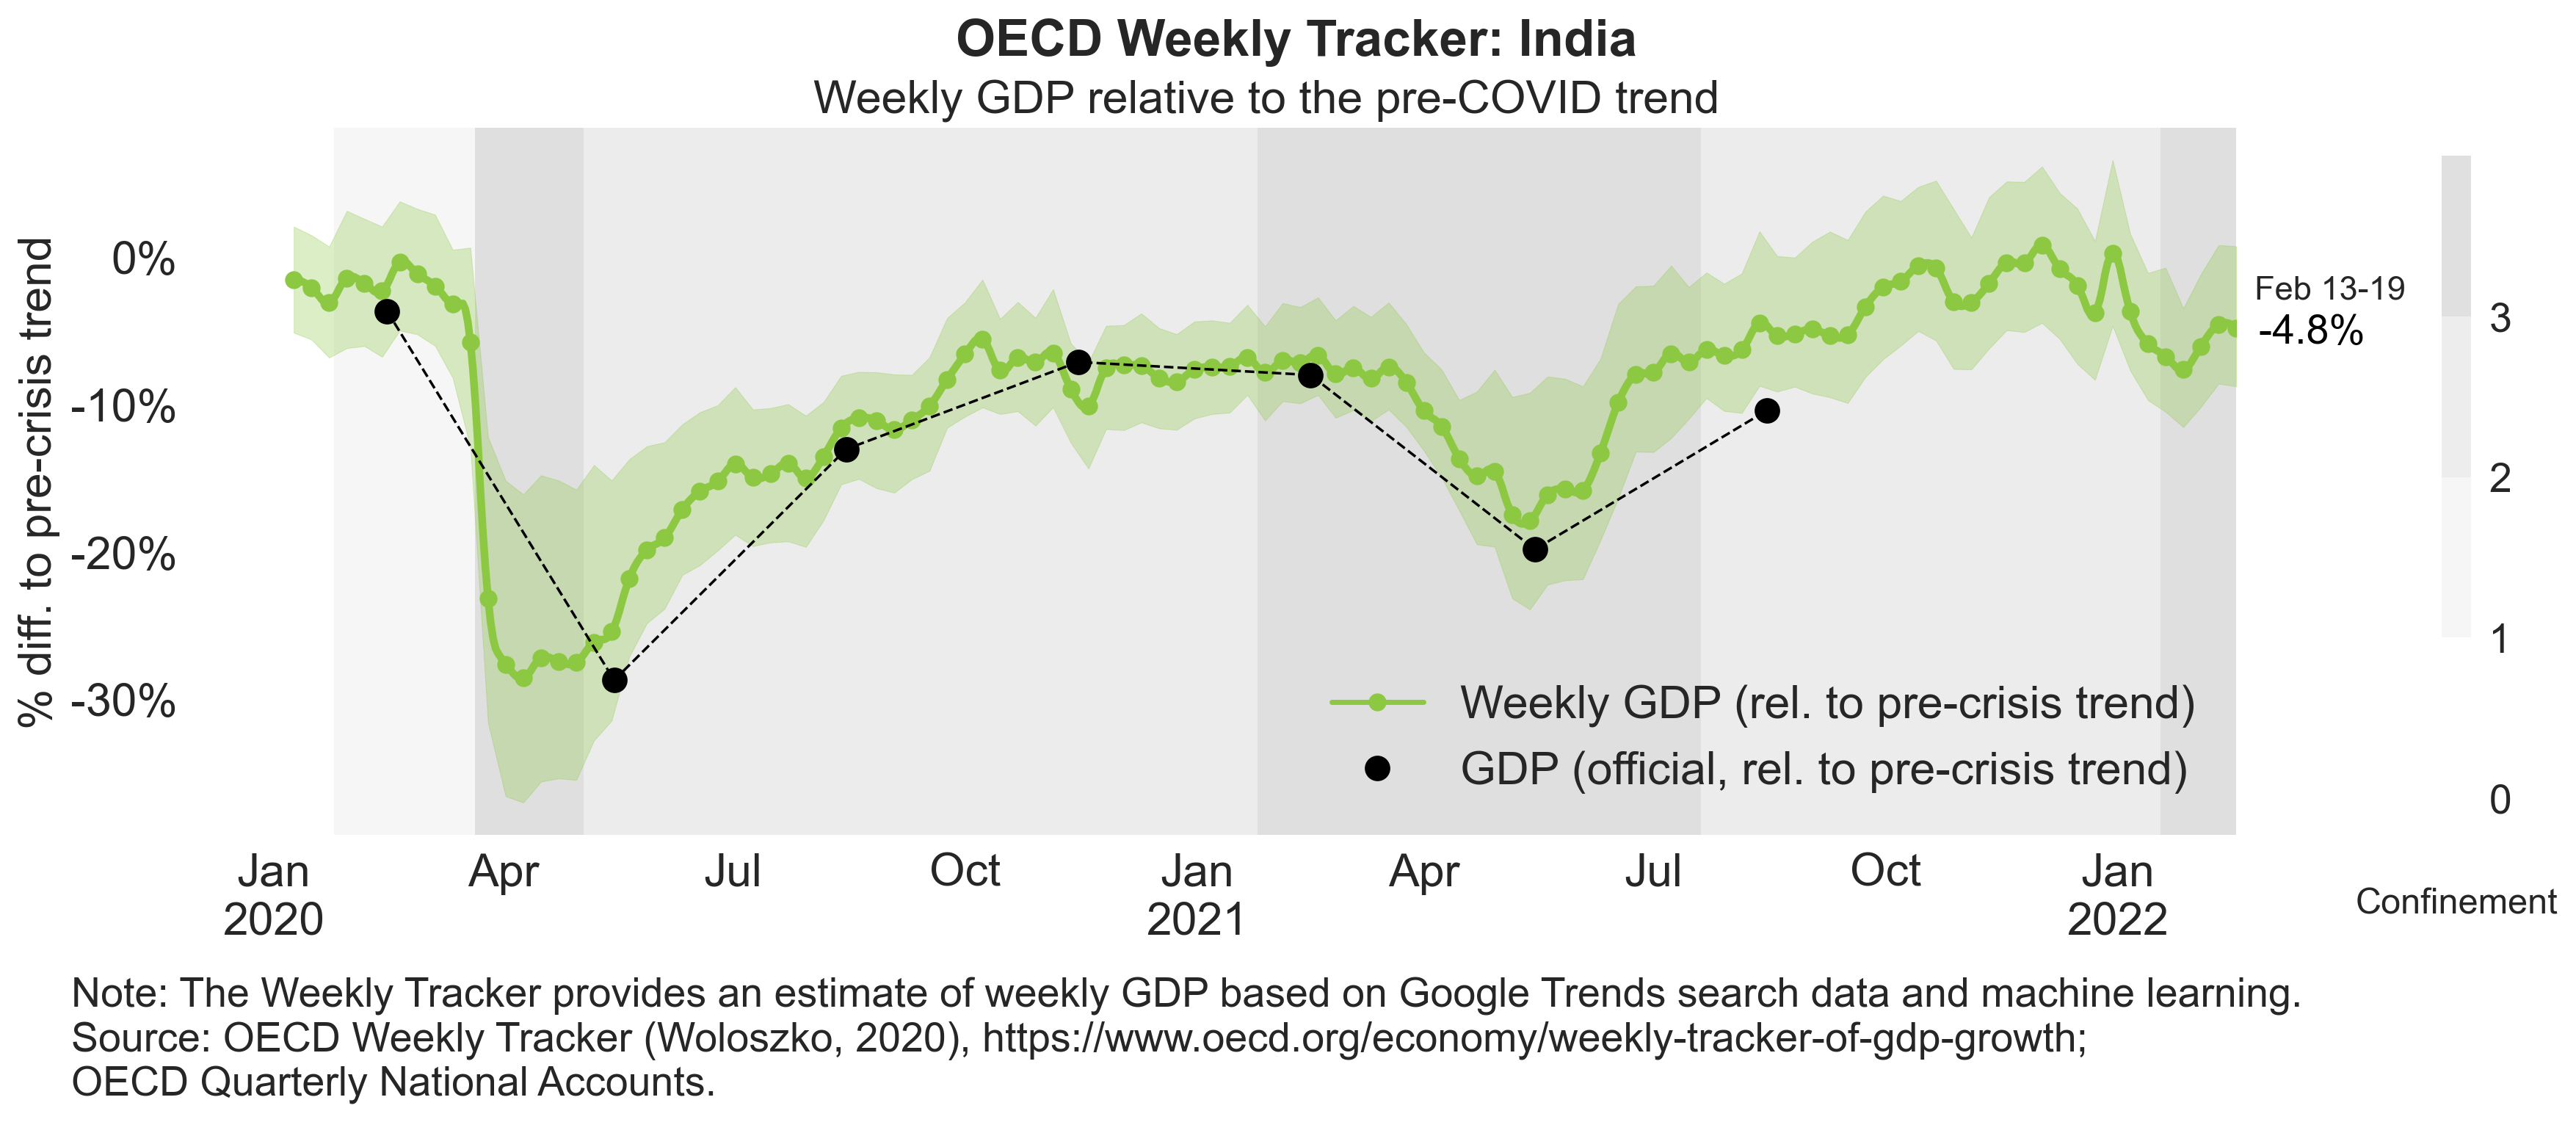 OECD Weekly Tracker: India
Weekly GDP relative to the pre-COVID trend
% diff. to pre-crisis trend
0%
-10%
-20%
-30%
Feb 13-19
-4.8%
3
2
1
0
Confinement
Weekly GDP (rel. to pre-crisis trend)
GDP (official, rel. to pre-crisis trend)
Jan Apr Jul Oct Jan Apr Jul Oct Jan
2020 2021 2022
Note: The Weekly Tracker provides an estimate of weekly GDP based on Google Trends search data and machine learning.
Source: OECD Weekly Tracker (Woloszko, 2020), https://www.oecd.org/economy/weekly-tracker-of-gdp-growth;
OECD Quarterly National Accounts.